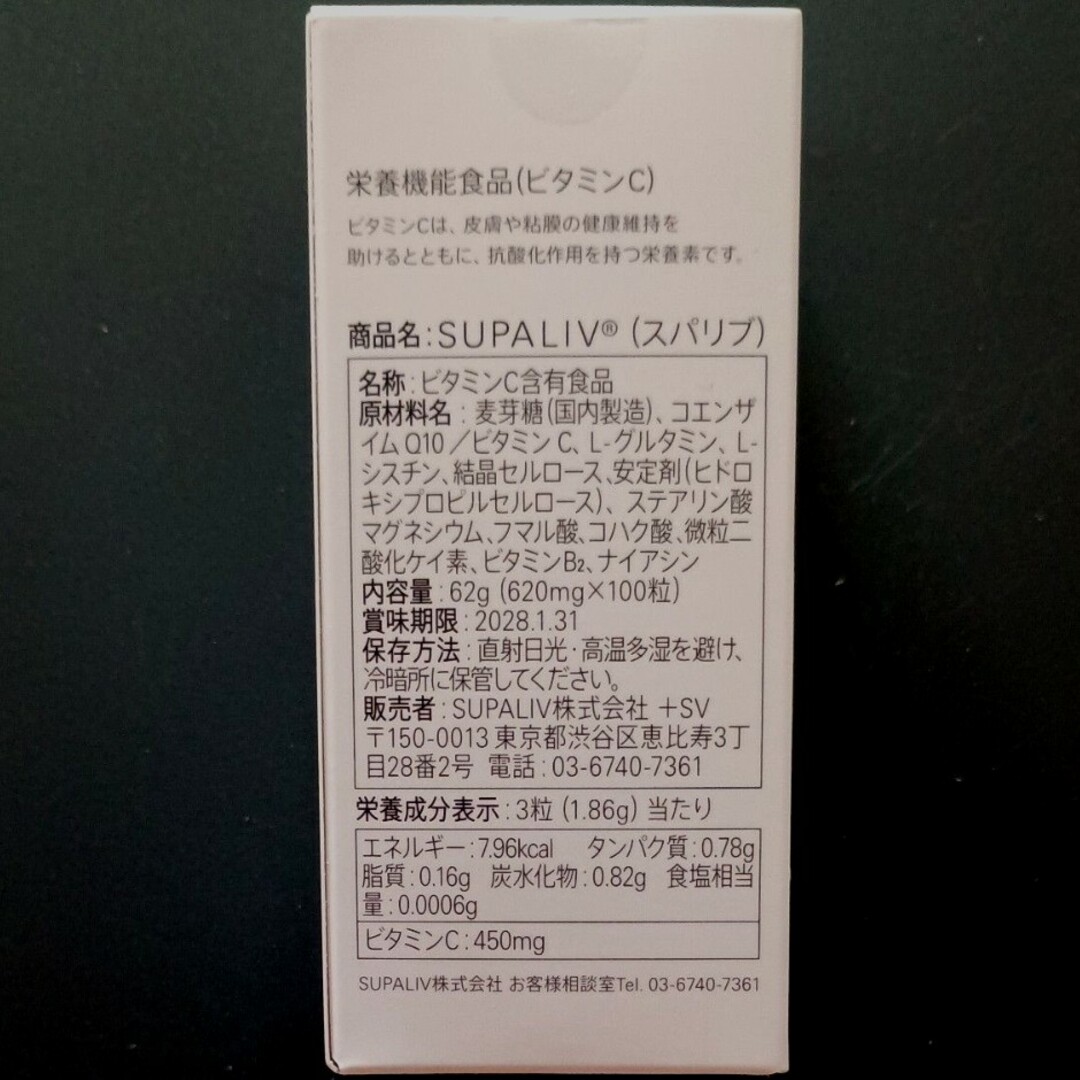 栄養機能食品(ビタミンC)
ビタミンCは、皮膚や粘膜の健康維持を
助けるとともに、抗酸化作用を持つ栄養素です。
商品名:SUPALIV®(スパリブ)
名称:ビタミンC含有食品
原材料名:麦芽糖(国内製造)、コエンザ
イムQ10/ビタミンC、L-グルタミン、L-
シスチン、結晶セルロース、安定剤(ヒドロ
キシプロピルセルロース)、ステアリン酸
マグネシウム、フマル酸、コハク酸、微粒二
酸化ケイ素、ビタミンB₂、ナイアシン
内容量:62g(620mg×100粒)
賞味期限:2028.1.31
保存方法:直射日光・高温多湿を避け、
冷暗所に保管してください。
販売者:SUPALIV株式会社 +SV
〒150-0013東京都渋谷区恵比寿3丁
目28番2号 電話:03-6740-7361
栄養成分表示:3粒(1.86g)当たり
エネルギー:7.96kcal タンパク質:0.78g
脂質:0.16g 炭水化物:0.82g 食塩相当
量:0.0006g
ビタミンC:450mg
SUPALIV株式会社 お客様相談室Tel. 03-6740-7361